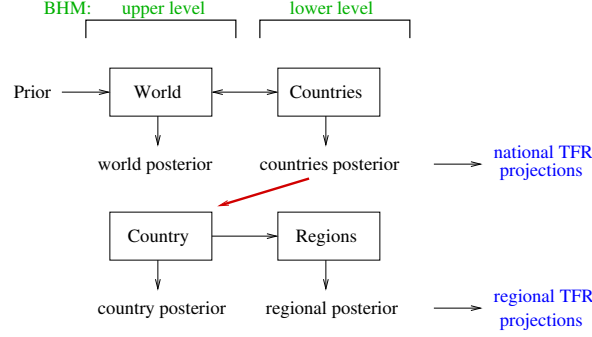 BHM: upper level lower level
Prior World Countries
world posterior countries posterior national TFR
projections
Country Regions
country posterior regional posterior regional TFR
projections